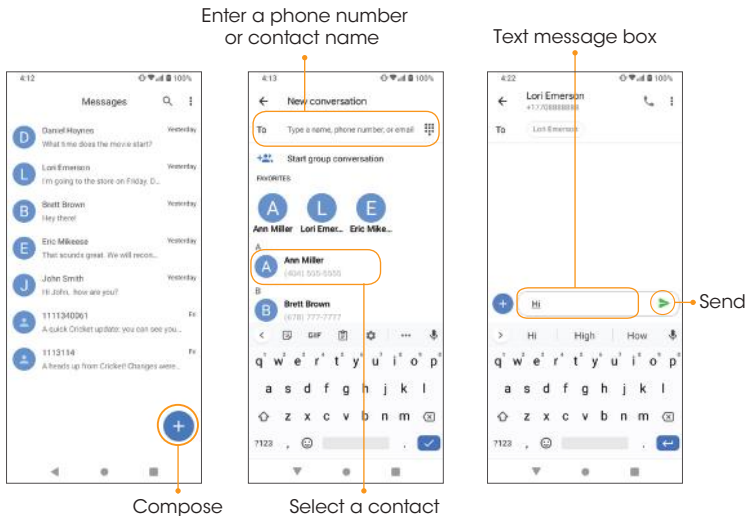 Enter a phone number
or contact name
Text message box
4:12
100%
Messages
D
Daniel Haynes
Yesterday
What time does the movie start?
L
Lori Emerson
Yesterday
I'm going to the store on Friday. D...
B
Brett Brown
Yesterday
Hey there!
E
Eric Mikeese
Yesterday
That sounds great. We will recon...
J
John Smith
Yesterday
Hi John, how are you?
1111340061
Fri
A quick Cricket update: you can see you...
1113114
Fri
A heads up from Cricket! Changes were...
+
Compose
4:13
100%
New conversation
To
Type a name, phone number, or email
Start group conversation
FAVORITES
A
L
E
Ann Miller
Lori Emer...
Eric Mike...
A
A
Ann Miller
(404) 555-5555
B
B
Brett Brown
(678) 777-7777
GIF
q w e r t y u i o p
a s d f g h j k l
z x c v b n m
?123 , .
Select a contact
4:22
100%
Lori Emerson
+17708888888
To
Lori Emerson
+
Hi
Send
Hi High How
q w e r t y u i o p
a s d f g h j k l
z x c v b n m
?123 , .